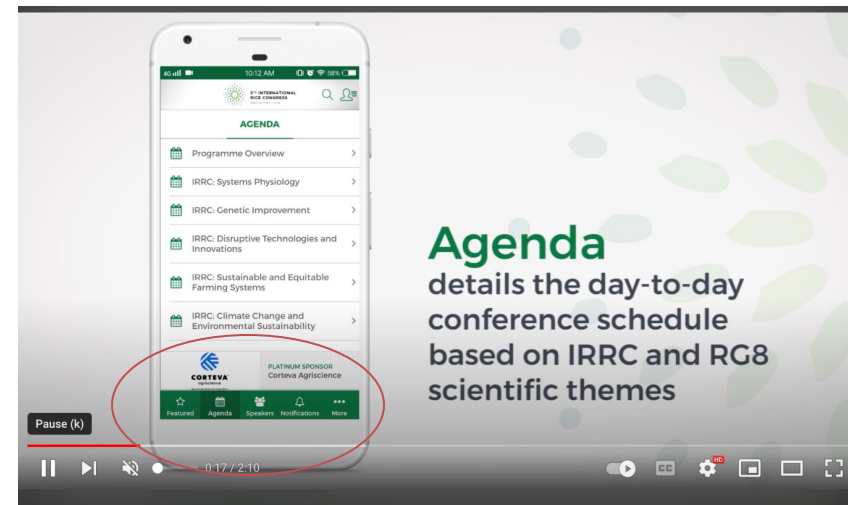 4G
10:12 AM
58%
5TH INTERNATIONAL
RICE CONGRESS
AGENDA
Programme Overview
IRRC: Systems Physiology
IRRC: Genetic Improvement
IRRC: Disruptive Technologies and
Innovations
IRRC: Sustainable and Equitable
Farming Systems
IRRC: Climate Change and
Environmental Sustainability
CORTEVA
agriscience
PLATINUM SPONSOR
Corteva Agriscience
Featured Agenda Speakers Notifications More
Agenda
details the day-to-day
conference schedule
based on IRRC and RG8
scientific themes
Pause (k)
0:17 / 2:10
CC
HD